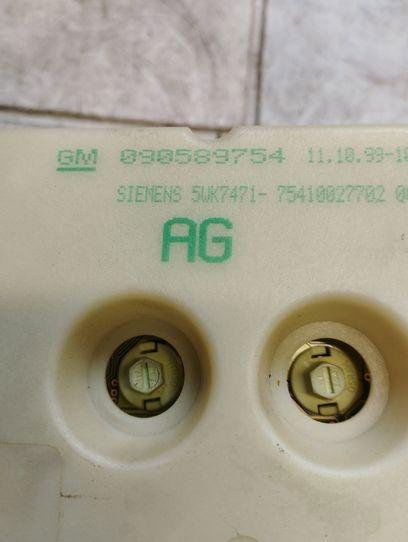 GM 090589754 11.10.99-
SIEMENS 5WK7471- 75410027702
AG